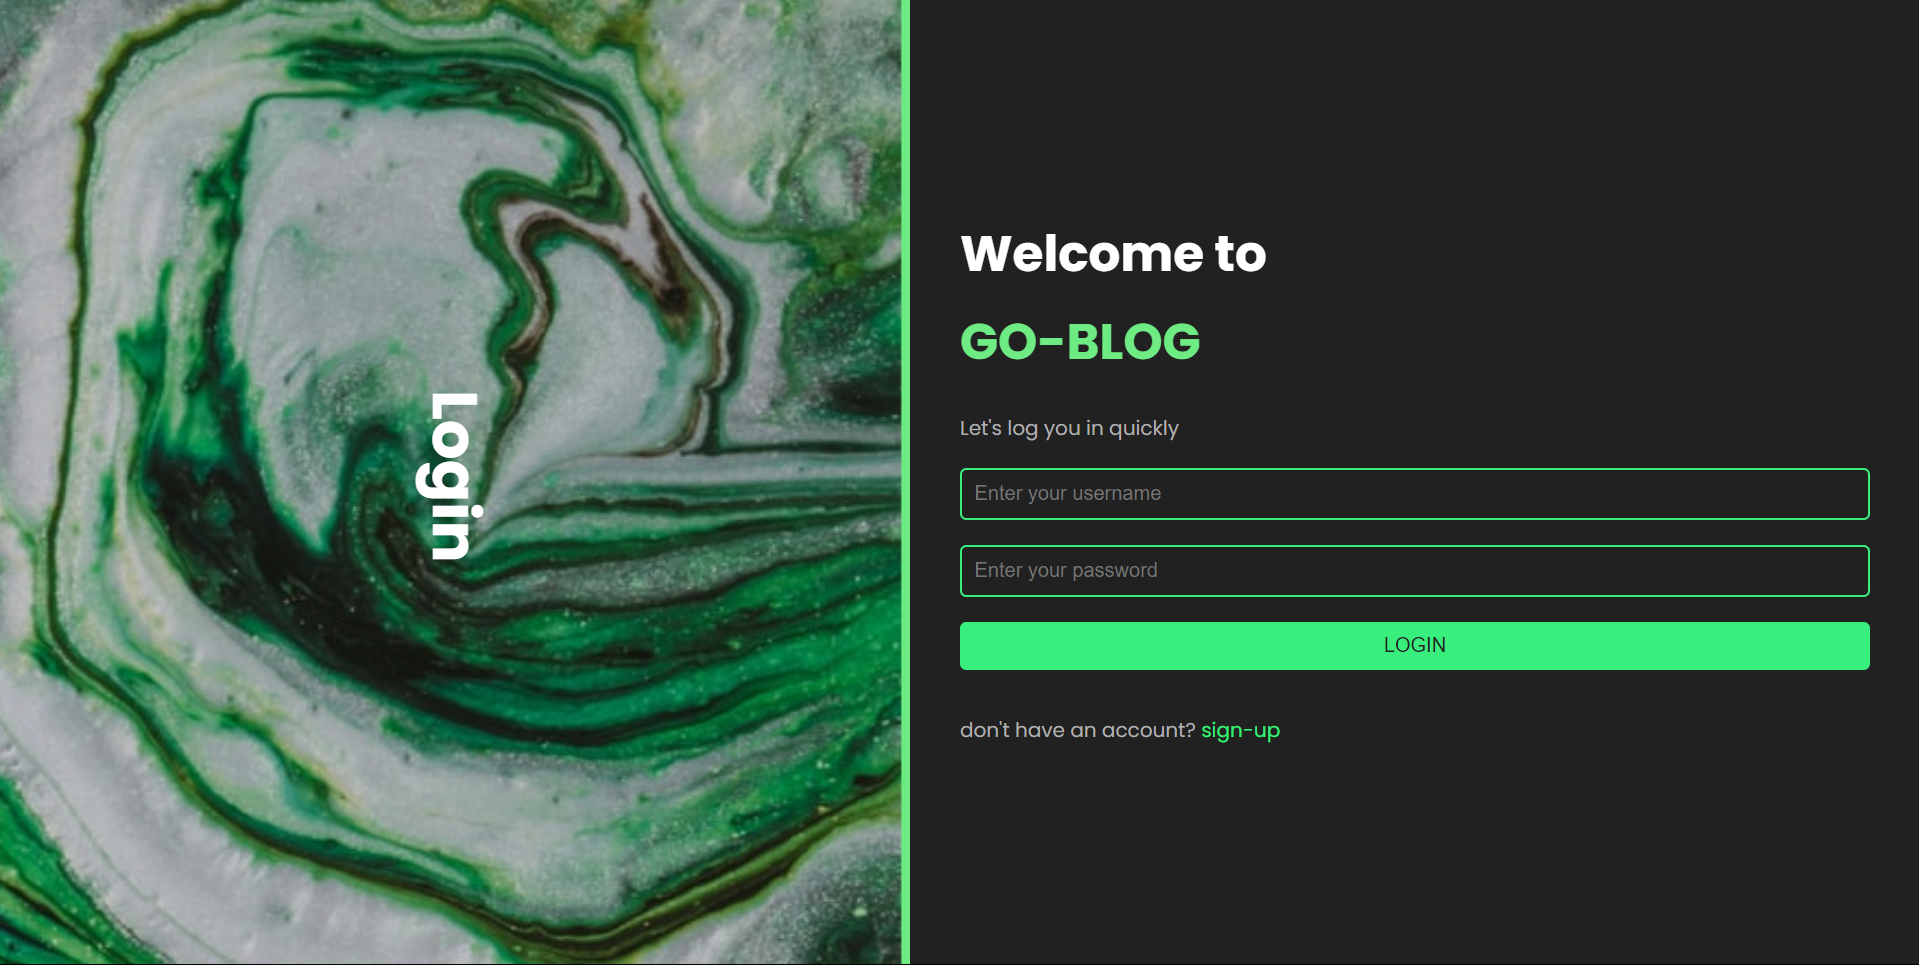 Login
Welcome to
GO-BLOG
Let's log you in quickly
Enter your username
Enter your password
LOGIN
don't have an account? sign-up